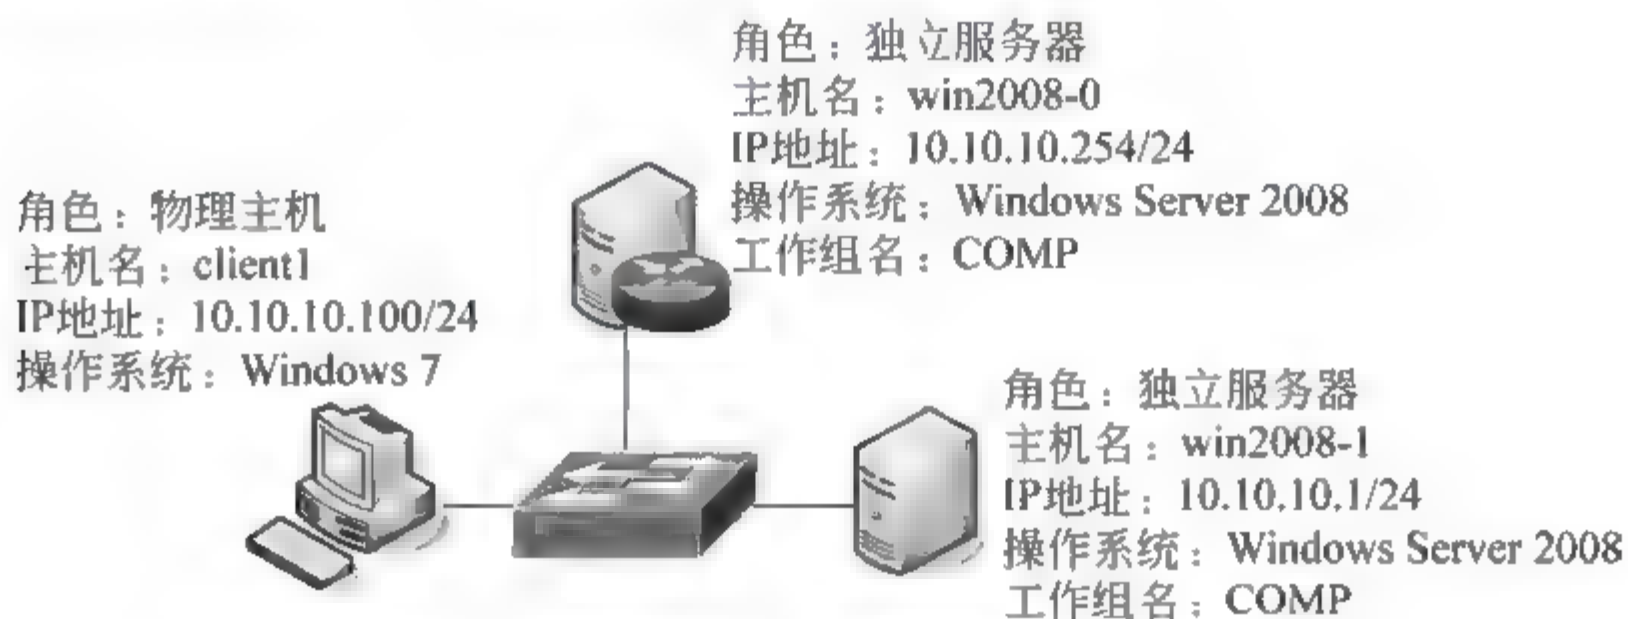 角色：独立服务器
主机名：win2008-0
IP地址：10.10.10.254/24
操作系统：Windows Server 2008
工作组名：COMP
角色：物理主机
主机名：client1
IP地址：10.10.10.100/24
操作系统：Windows 7
角色：独立服务器
主机名：win2008-1
IP地址：10.10.10.1/24
操作系统：Windows Server 2008
工作组名：COMP